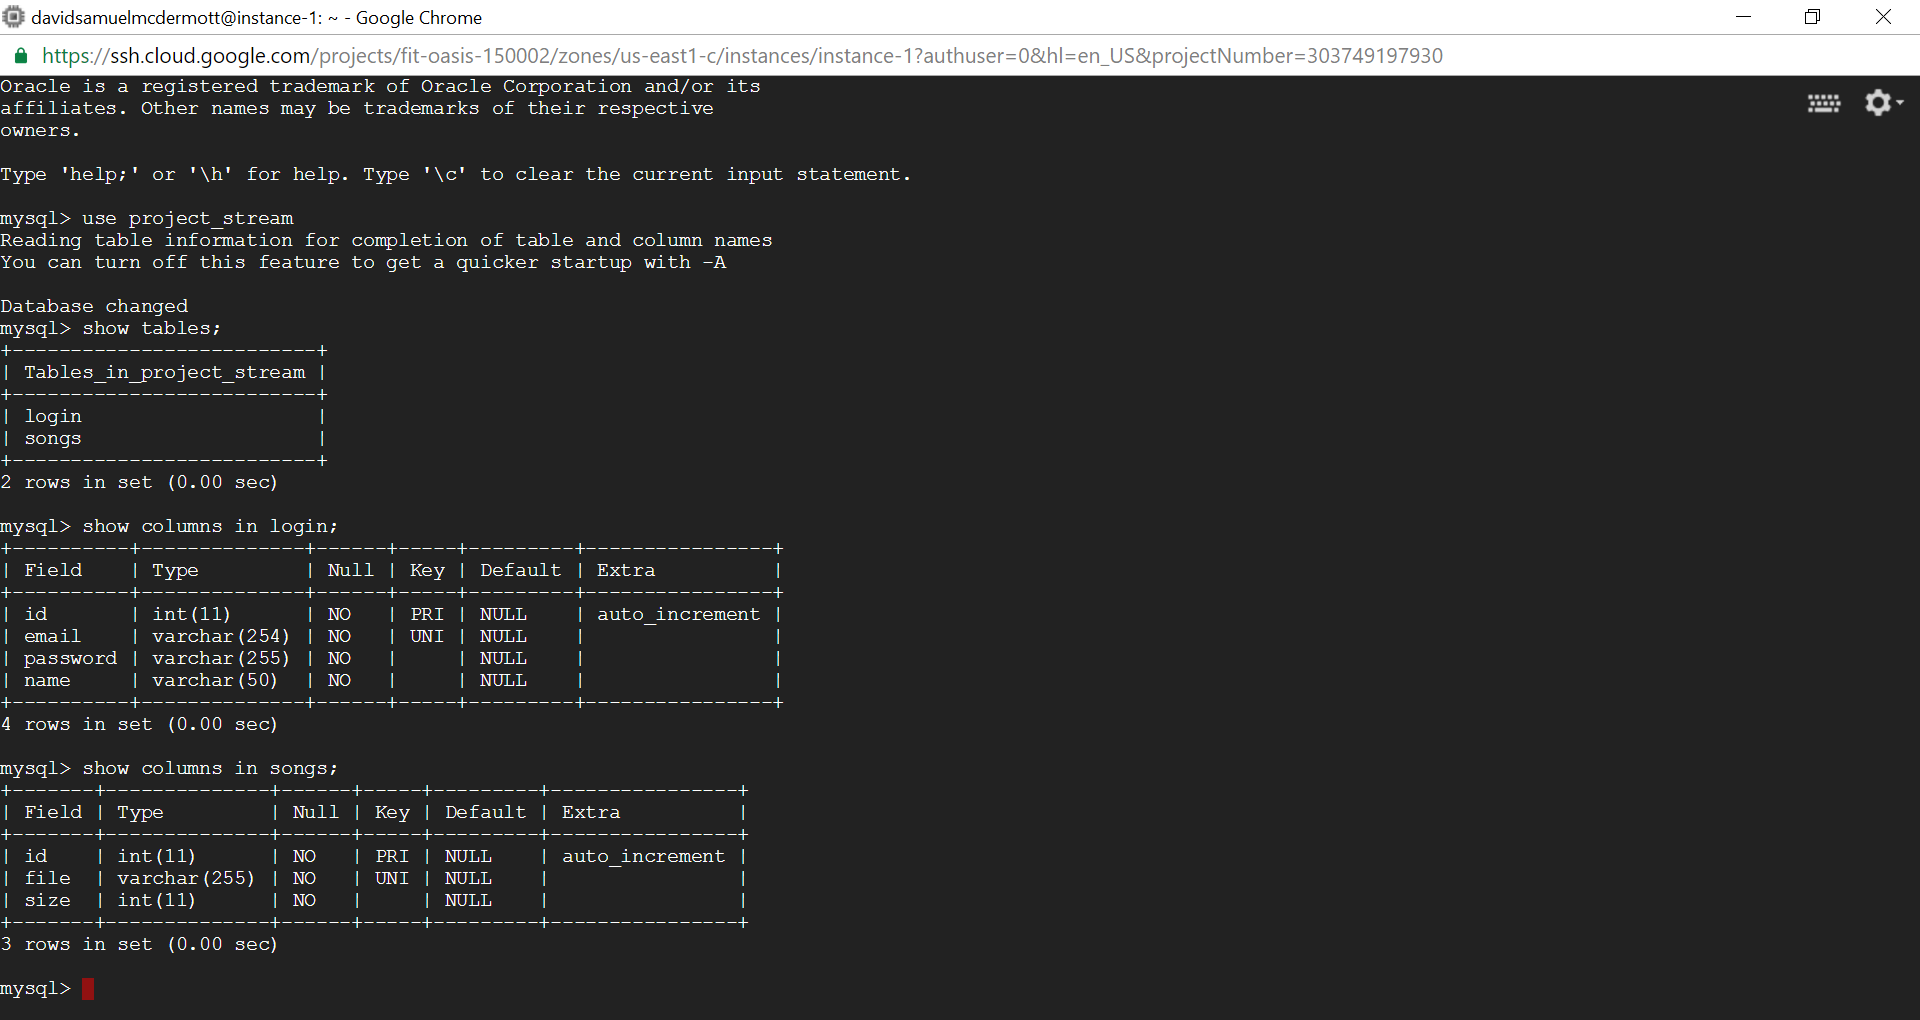 davidsamuelmcdermott@instance-1: ~ - Google Chrome
https://ssh.cloud.google.com/projects/fit-oasis-150002/zones/us-east1-c/instances/instance-1?authuser=0&hl=en_US&projectNumber=303749197930
Oracle is a registered trademark of Oracle Corporation and/or its
affiliates. Other names may be trademarks of their respective
owners.

Type 'help;' or '\h' for help. Type '\c' to clear the current input statement.

mysql> use project_stream
Reading table information for completion of table and column names
You can turn off this feature to get a quicker startup with -A

Database changed
mysql> show tables;
+--------------------------+
| Tables_in_project_stream |
+--------------------------+
| login                    |
| songs                    |
+--------------------------+
2 rows in set (0.00 sec)

mysql> show columns in login;
+----------+--------------+------+-----+---------+----------------+
| Field    | Type         | Null | Key | Default | Extra          |
+----------+--------------+------+-----+---------+----------------+
| id       | int(11)      | NO   | PRI | NULL    | auto_increment |
| email    | varchar(254) | NO   | UNI | NULL    |                |
| password | varchar(255) | NO   |     | NULL    |                |
| name     | varchar(50)  | NO   |     | NULL    |                |
+----------+--------------+------+-----+---------+----------------+
4 rows in set (0.00 sec)

mysql> show columns in songs;
+-------+--------------+------+-----+---------+----------------+
| Field | Type         | Null | Key | Default | Extra          |
+-------+--------------+------+-----+---------+----------------+
| id    | int(11)      | NO   | PRI | NULL    | auto_increment |
| file  | varchar(255) | NO   | UNI | NULL    |                |
| size  | int(11)      | NO   |     | NULL    |                |
+-------+--------------+------+-----+---------+----------------+
3 rows in set (0.00 sec)

mysql>